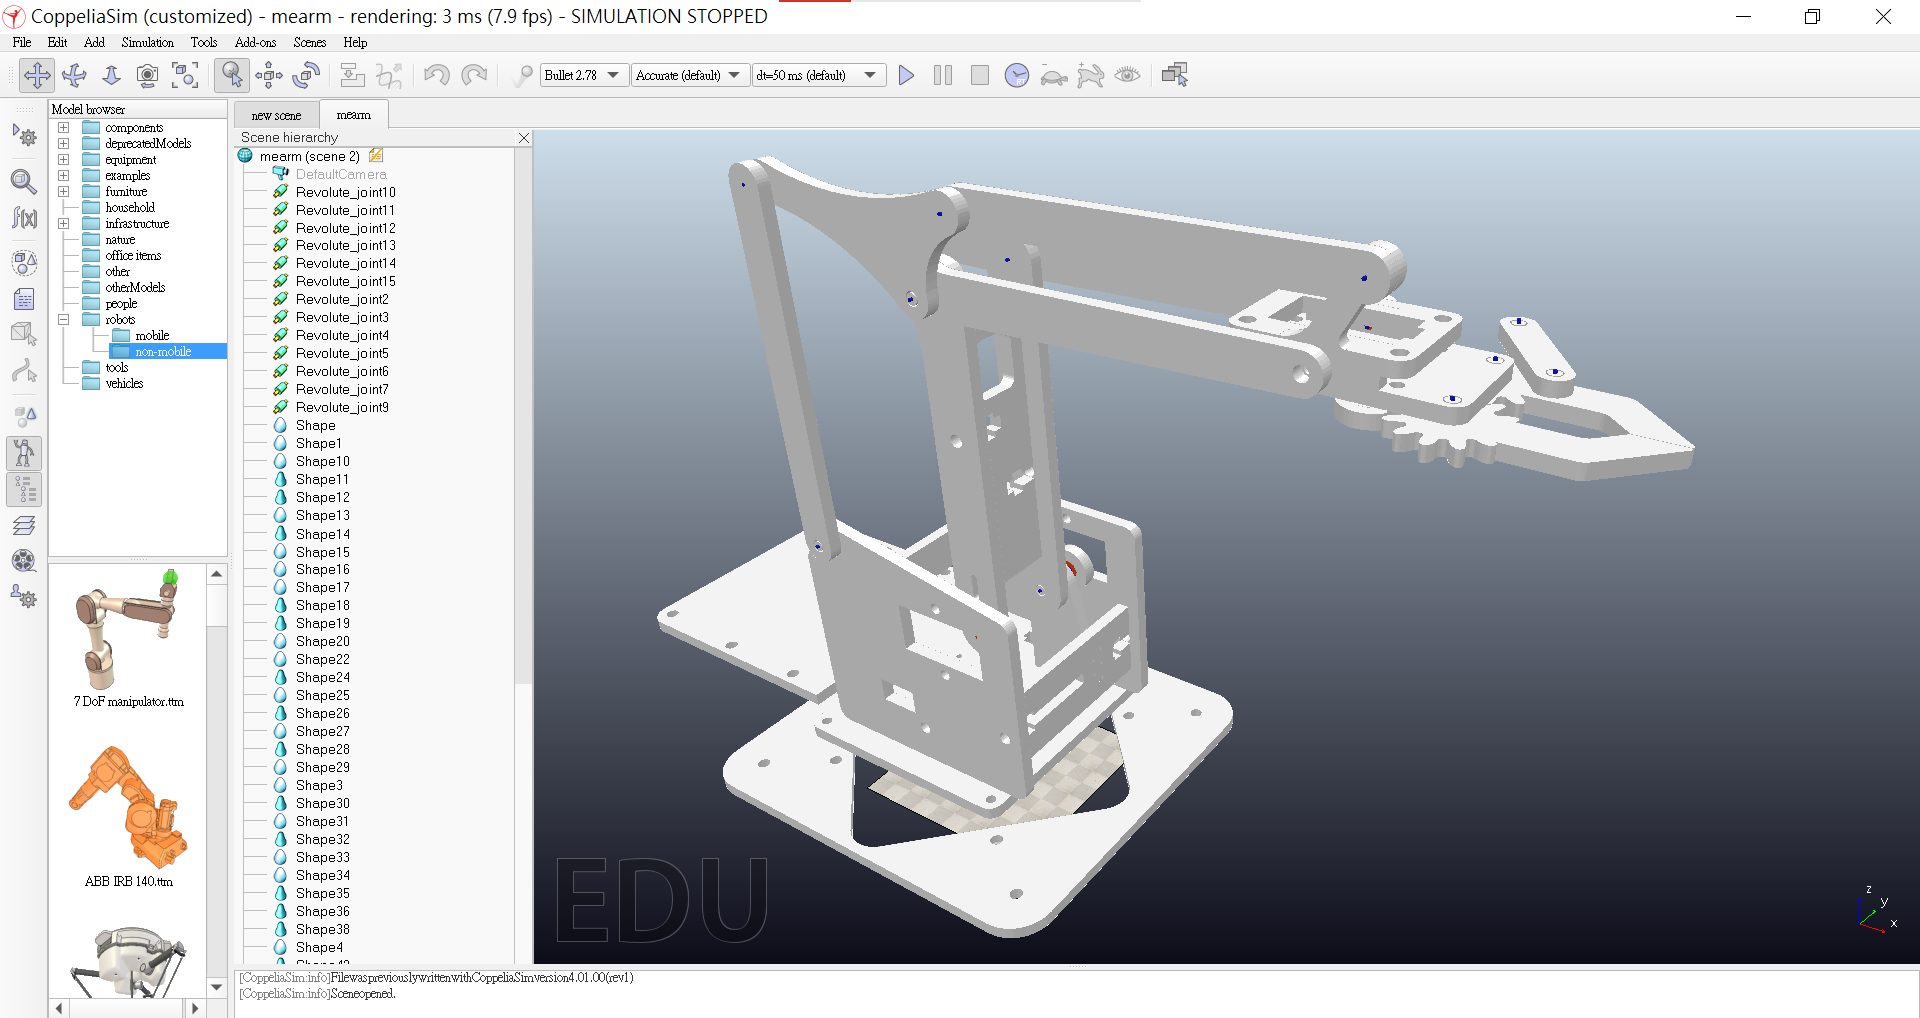 CoppeliaSim (customized) - mearm - rendering: 3 ms (7.9 fps) - SIMULATION STOPPED
File Edit Add Simulation Tools Add-ons Scenes Help
Bullet 2.78 Accurate (default) dt=50 ms (default)
Model browser
components
deprecatedModels
equipment
examples
furniture
household
infrastructure
nature
office items
other
otherModels
people
robots
mobile
non-mobile
tools
vehicles
7 DoF manipulator.ttm
ABB IRB 140.ttm
new scene mearm
Scene hierarchy
mearm (scene 2)
DefaultCamera
Revolute_joint10
Revolute_joint11
Revolute_joint12
Revolute_joint13
Revolute_joint14
Revolute_joint15
Revolute_joint2
Revolute_joint3
Revolute_joint4
Revolute_joint5
Revolute_joint6
Revolute_joint7
Revolute_joint9
Shape
Shape1
Shape10
Shape11
Shape12
Shape13
Shape14
Shape15
Shape16
Shape17
Shape18
Shape19
Shape20
Shape22
Shape24
Shape25
Shape26
Shape27
Shape28
Shape29
Shape3
Shape30
Shape31
Shape32
Shape33
Shape34
Shape35
Shape36
Shape38
Shape4
EDU
z
y
x
[CoppeliaSim:info]Filewaspreviouslywritten​withCoppeliaSimversion4.01.00(rev1)
[CoppeliaSim:info]Sceneopened.